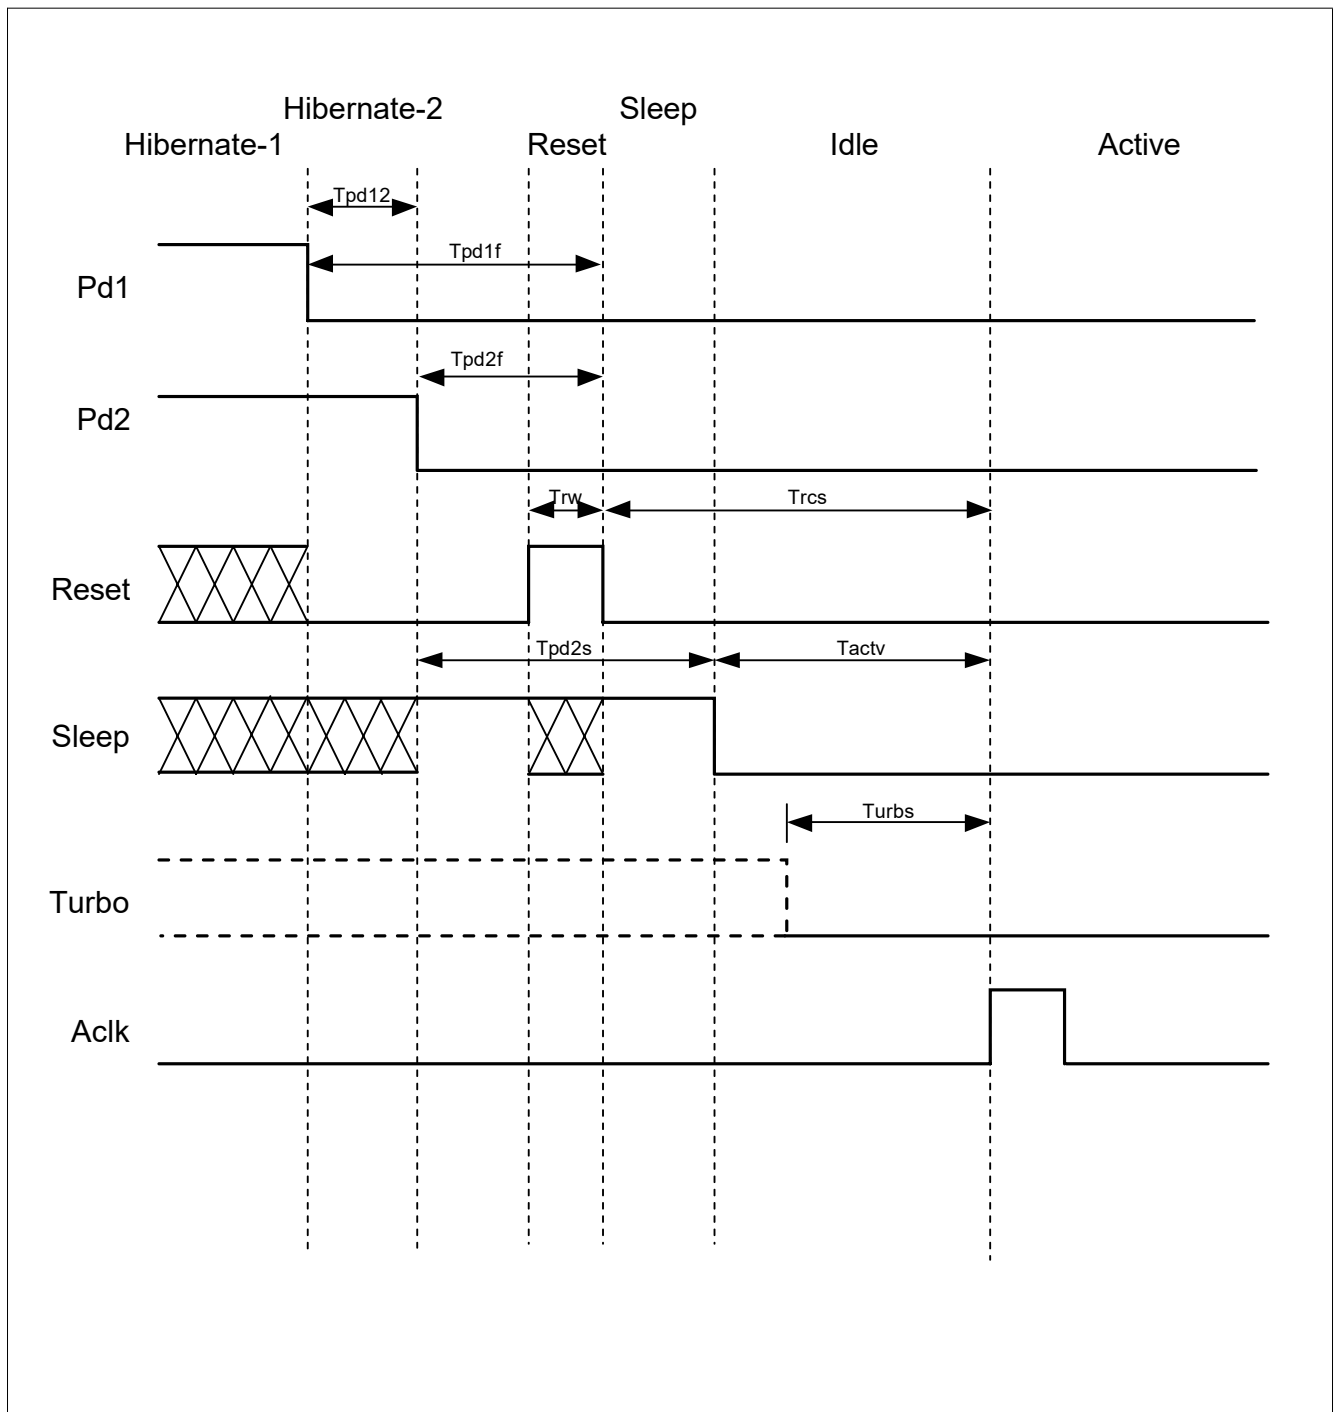 Hibernate-2 Sleep
Hibernate-1 Reset Idle Active
Tpd12
Tpd1f
Pd1
Tpd2f
Pd2
Trw Trcs
Reset
Tpd2s Tactv
Sleep
Turbs
Turbo
Aclk